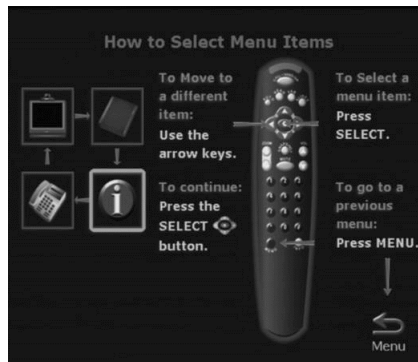 How to Select Menu Items
To Move to
a different
item:
Use the
arrow keys.
To continue:
Press the
SELECT
button.
To Select a
menu item:
Press
SELECT.
To go to a
previous
menu:
Press MENU.
Menu